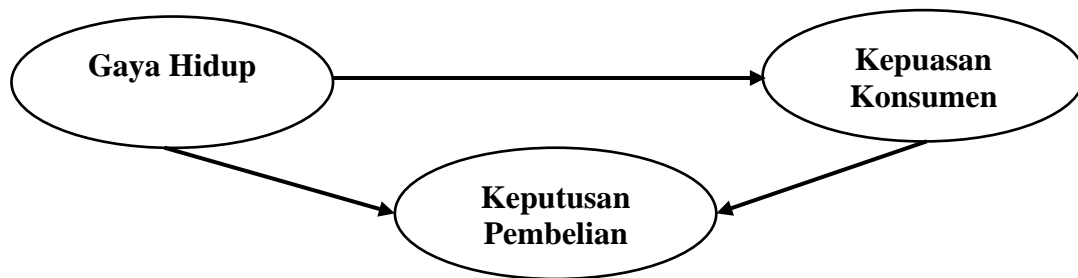 Gaya Hidup
Kepuasan
Konsumen
Keputusan
Pembelian